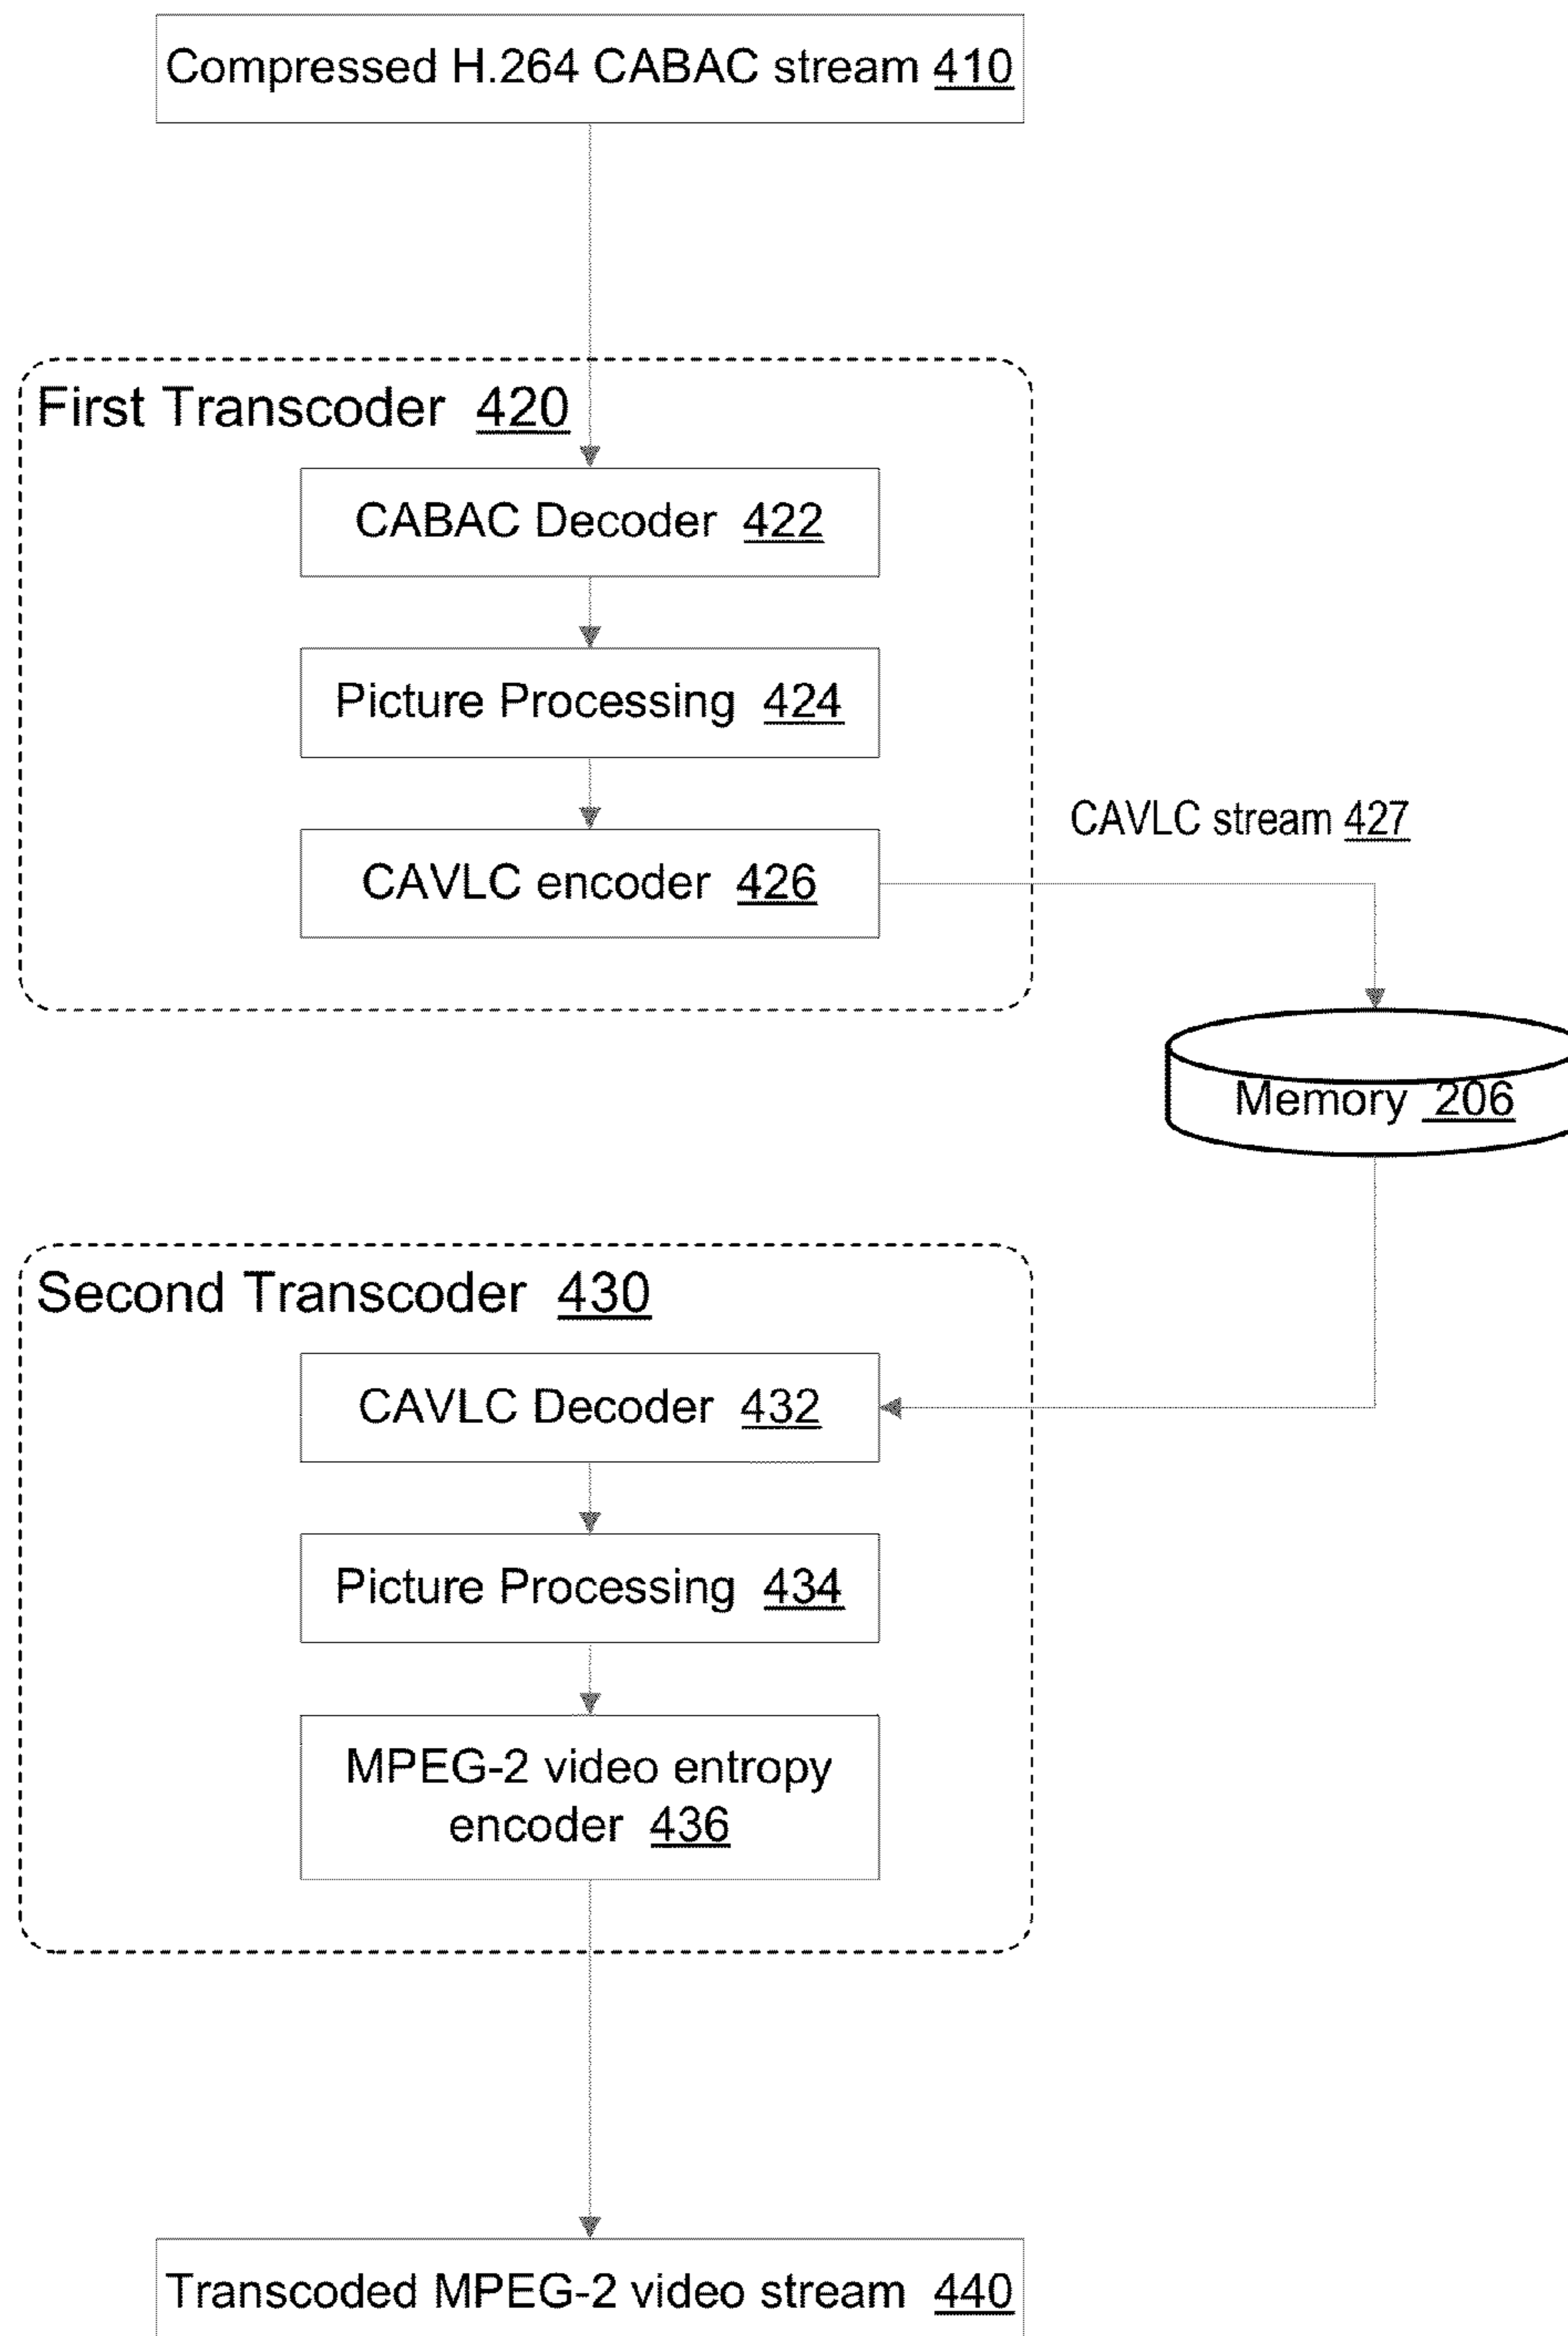 Compressed H.264 CABAC stream 410
First Transcoder 420
CABAC Decoder 422
Picture Processing 424
CAVLC encoder 426
CAVLC stream 427
Memory 206
Second Transcoder 430
CAVLC Decoder 432
Picture Processing 434
MPEG-2 video entropy
encoder 436
Transcoded MPEG-2 video stream 440